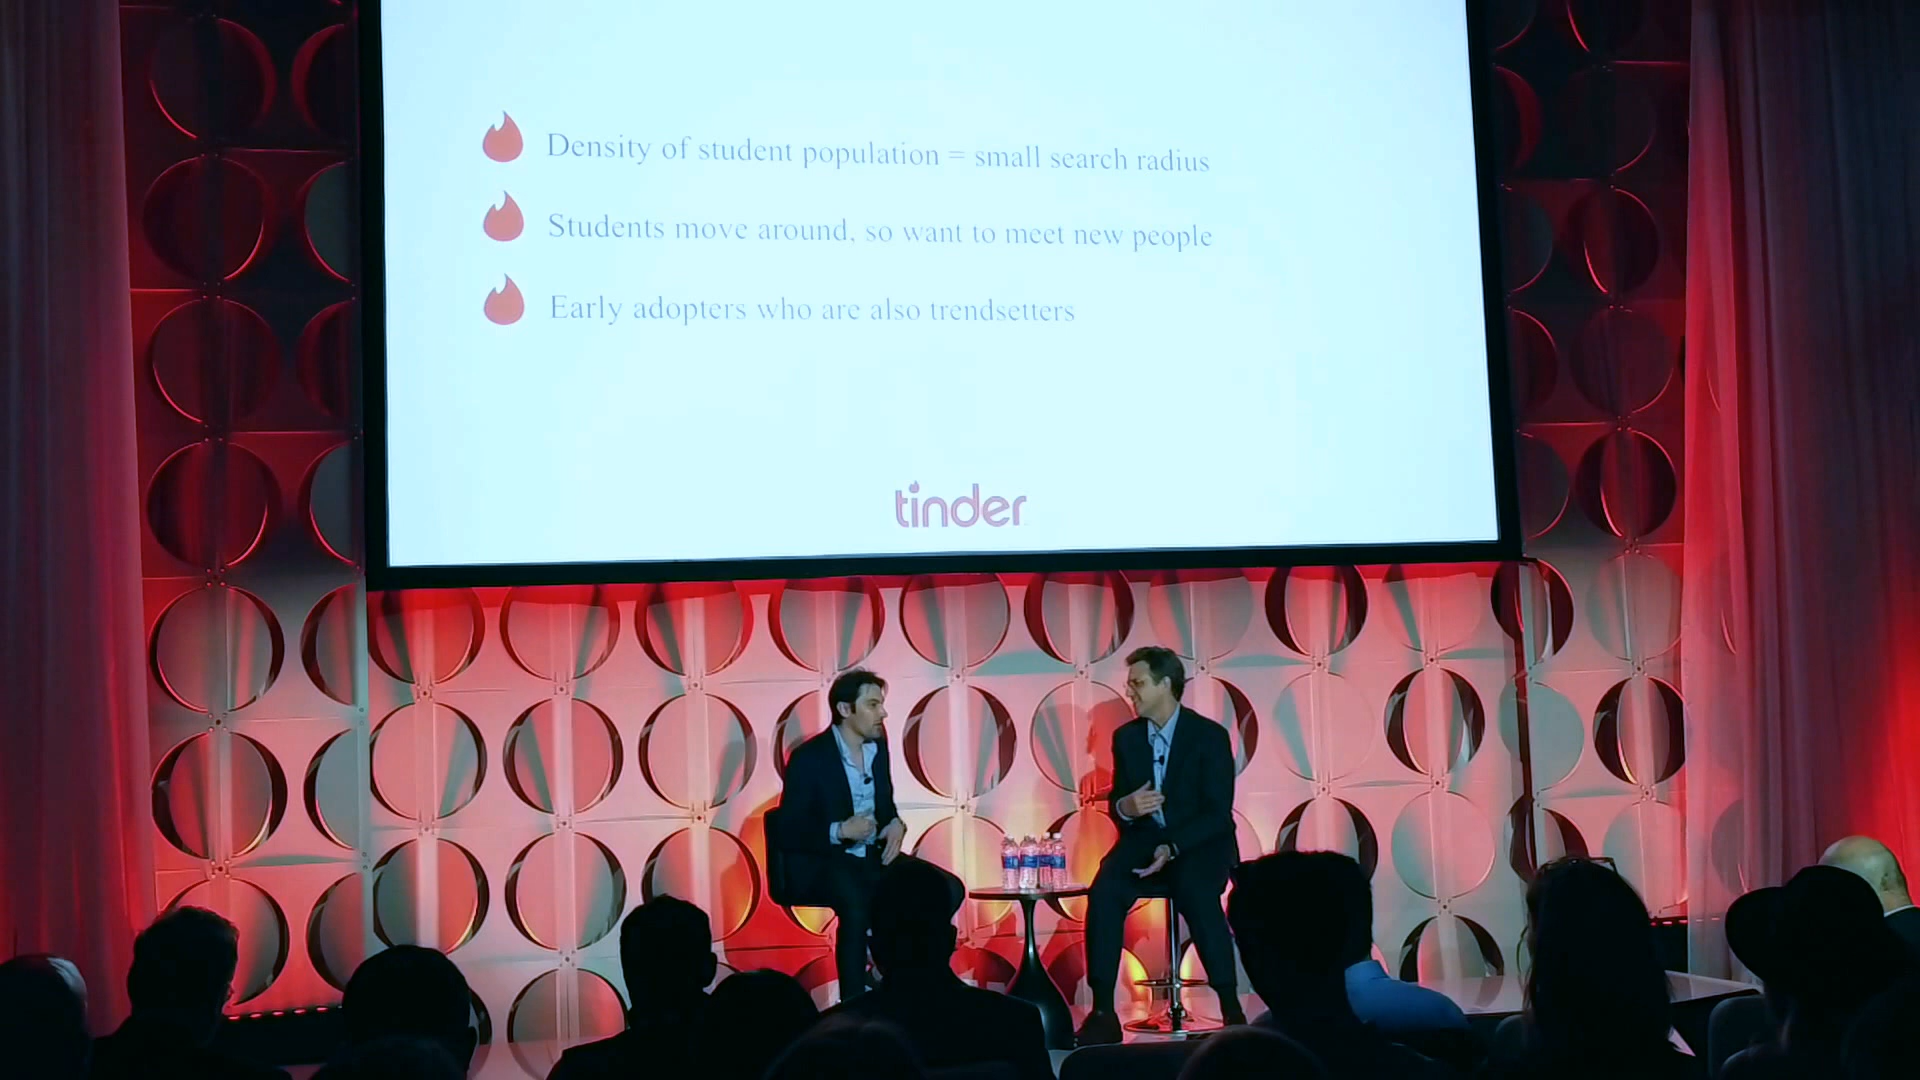 Density of student population = small search radius
Students move around, so want to meet new people
Early adopters who are also trendsetters
tinder